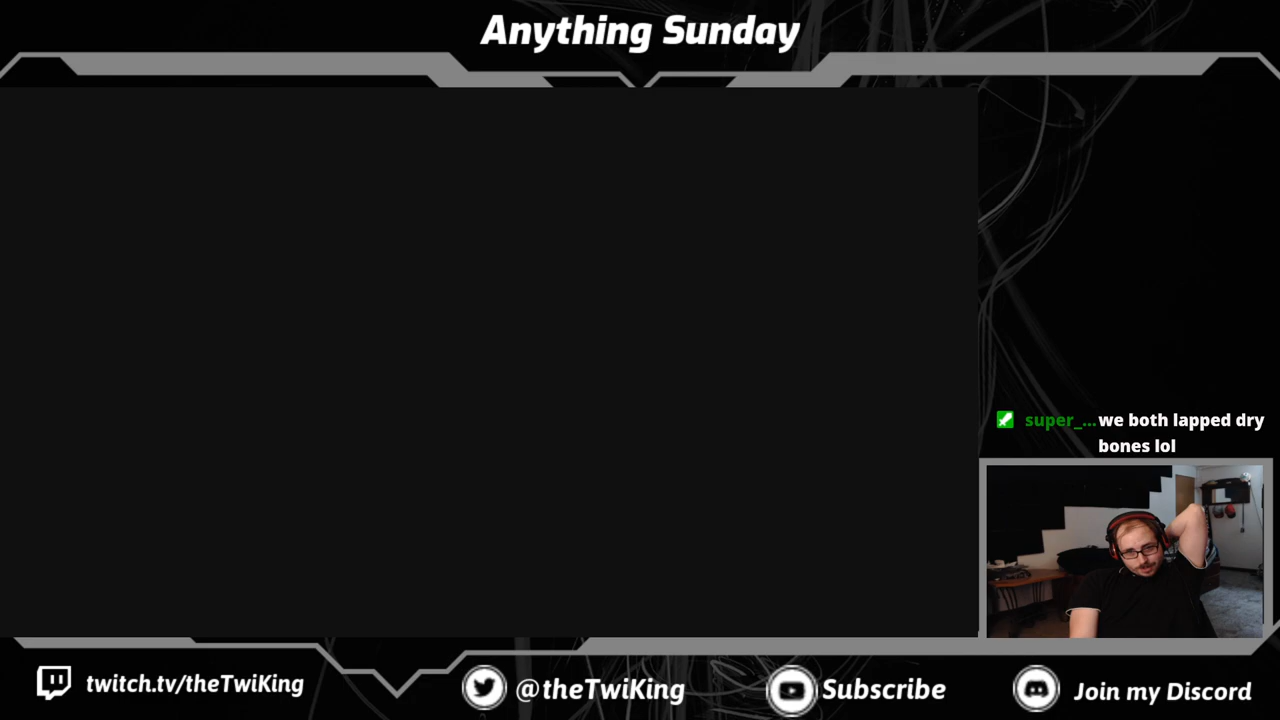 Anything Sunday
super_... we both lapped dry
bones lol
twitch.tv/theTwiKing
@theTwiKing
Subscribe
Join my Discord